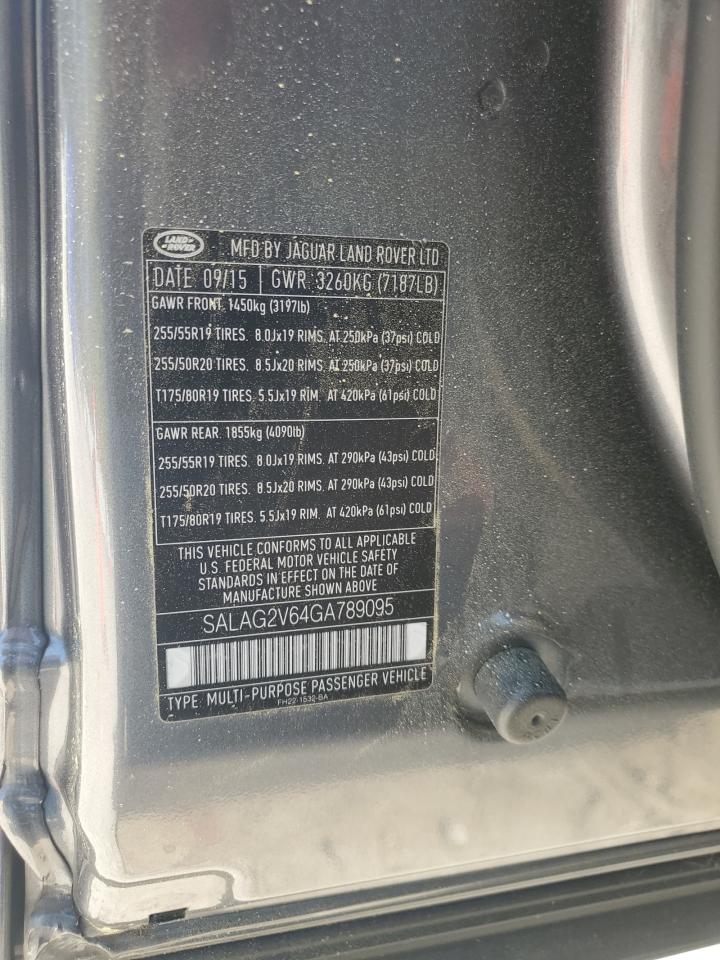 LAND-
-ROVER
MFD BY JAGUAR LAND ROVER LTD
DATE 09/15 GWR 3260KG (7187LB)
GAWR FRONT. 1450kg (3197lb)
255/55R19 TIRES. 8.0Jx19 RIMS. AT 250kPa (37psi) COLD
255/50R20 TIRES. 8.5Jx20 RIMS. AT 250kPa (37psi) COLD
T175/80R19 TIRES. 5.5Jx19 RIM. AT 420kPa (61psi) COLD
GAWR REAR. 1855kg (4090lb)
255/55R19 TIRES. 8.0Jx19 RIMS. AT 290kPa (43psi) COLD
255/50R20 TIRES. 8.5Jx20 RIMS. AT 290kPa (43psi) COLD
T175/80R19 TIRES. 5.5Jx19 RIM. AT 420kPa (61psi) COLD
THIS VEHICLE CONFORMS TO ALL APPLICABLE
U.S. FEDERAL MOTOR VEHICLE SAFETY
STANDARDS IN EFFECT ON THE DATE OF
MANUFACTURE SHOWN ABOVE
SALAG2V64GA789095
TYPE: MULTI-PURPOSE PASSENGER VEHICLE
FH22-1532-BA